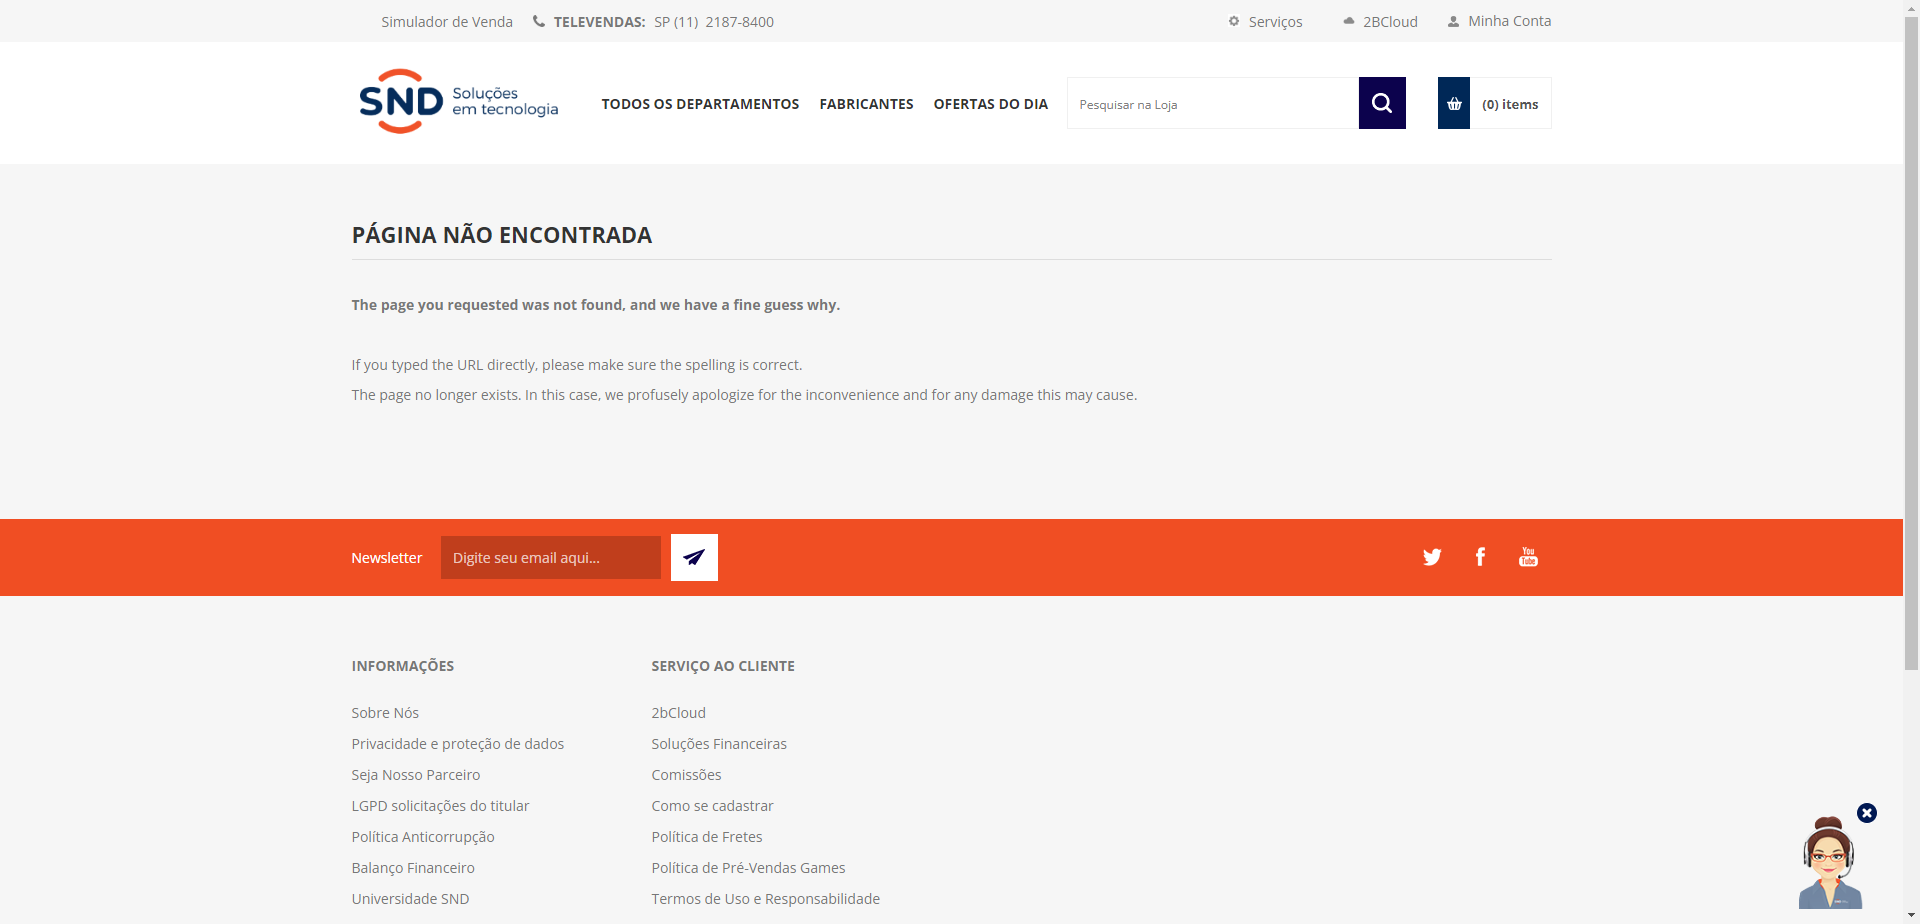 Simulador de Venda
TELEVENDAS: SP (11) 2187-8400
Serviços
2BCloud
Minha Conta
SND Soluções
em tecnologia
TODOS OS DEPARTAMENTOS
FABRICANTES
OFERTAS DO DIA
Pesquisar na Loja
(0) items
PÁGINA NÃO ENCONTRADA
The page you requested was not found, and we have a fine guess why.
If you typed the URL directly, please make sure the spelling is correct.
The page no longer exists. In this case, we profusely apologize for the inconvenience and for any damage this may cause.
Newsletter
Digite seu email aqui...
You
Tube
INFORMAÇÕES
Sobre Nós
Privacidade e proteção de dados
Seja Nosso Parceiro
LGPD solicitações do titular
Política Anticorrupção
Balanço Financeiro
Universidade SND
SERVIÇO AO CLIENTE
2bCloud
Soluções Financeiras
Comissões
Como se cadastrar
Política de Fretes
Política de Pré-Vendas Games
Termos de Uso e Responsabilidade